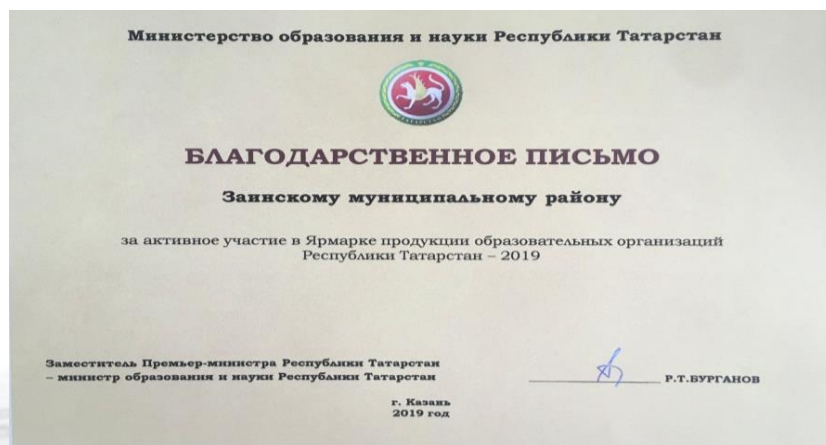 Министерство образования и науки Республики Татарстан
ТАТАРСТАН
БЛАГОДАРСТВЕННОЕ ПИСЬМО
Заинскому муниципальному району
за активное участие в Ярмарке продукции образовательных организаций
Республики Татарстан – 2019
Заместитель Премьер-министра Республики Татарстан
– министр образования и науки Республики Татарстан
Р.Т.БУРГАНОВ
г. Казань
2019 год